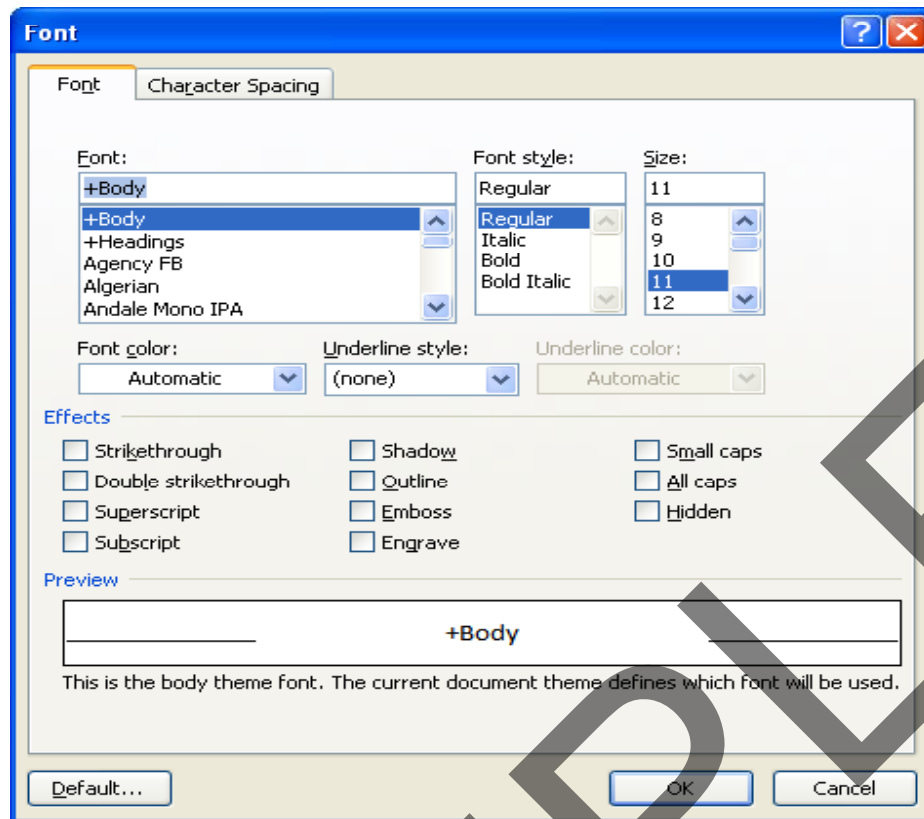 Font
Font Character Spacing
Font: Font style: Size:
+Body Regular 11
+Body Regular 8
+Headings Italic 9
Agency FB Bold 10
Algerian Bold Italic 11
Andale Mono IPA 12
Font color: Underline style: Underline color:
Automatic (none) Automatic
Effects
Strikethrough Shadow Small caps
Double strikethrough Outline All caps
Superscript Emboss Hidden
Subscript Engrave
Preview
+Body
This is the body theme font. The current document theme defines which font will be used.
Default... OK Cancel